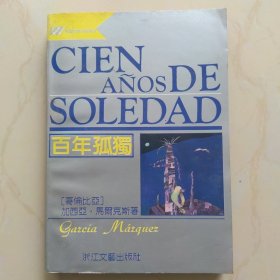 CIEN
AÑOS DE
SOLEDAD
百年孤獨
[哥倫比亞]
加西亞·馬爾克斯著
García Márquez
浙江文藝出版社